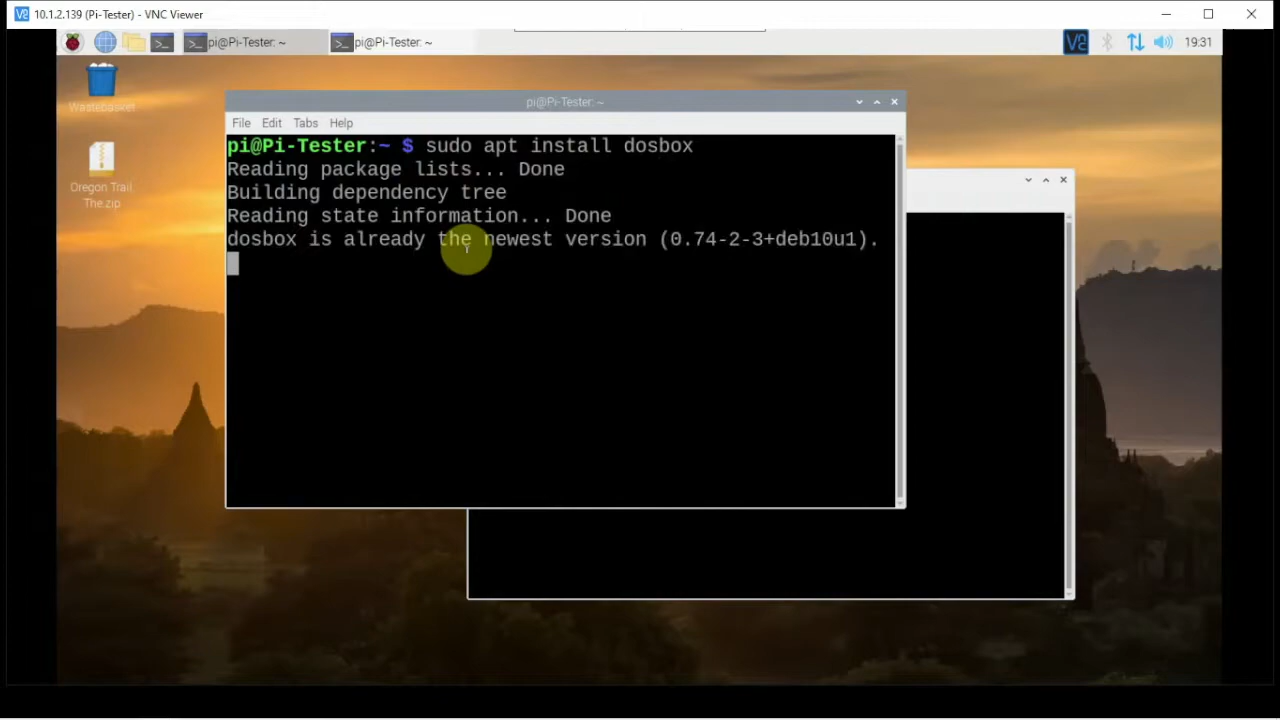 10.1.2.139 (Pi-Tester) - VNC Viewer
pi@Pi-Tester: ~
pi@Pi-Tester: ~
19:31
Wastebasket
Oregon Trail
The.zip
pi@Pi-Tester: ~
File Edit Tabs Help
pi@Pi-Tester:~ $ sudo apt install dosbox
Reading package lists... Done
Building dependency tree
Reading state information... Done
dosbox is already the newest version (0.74-2-3+deb10u1).